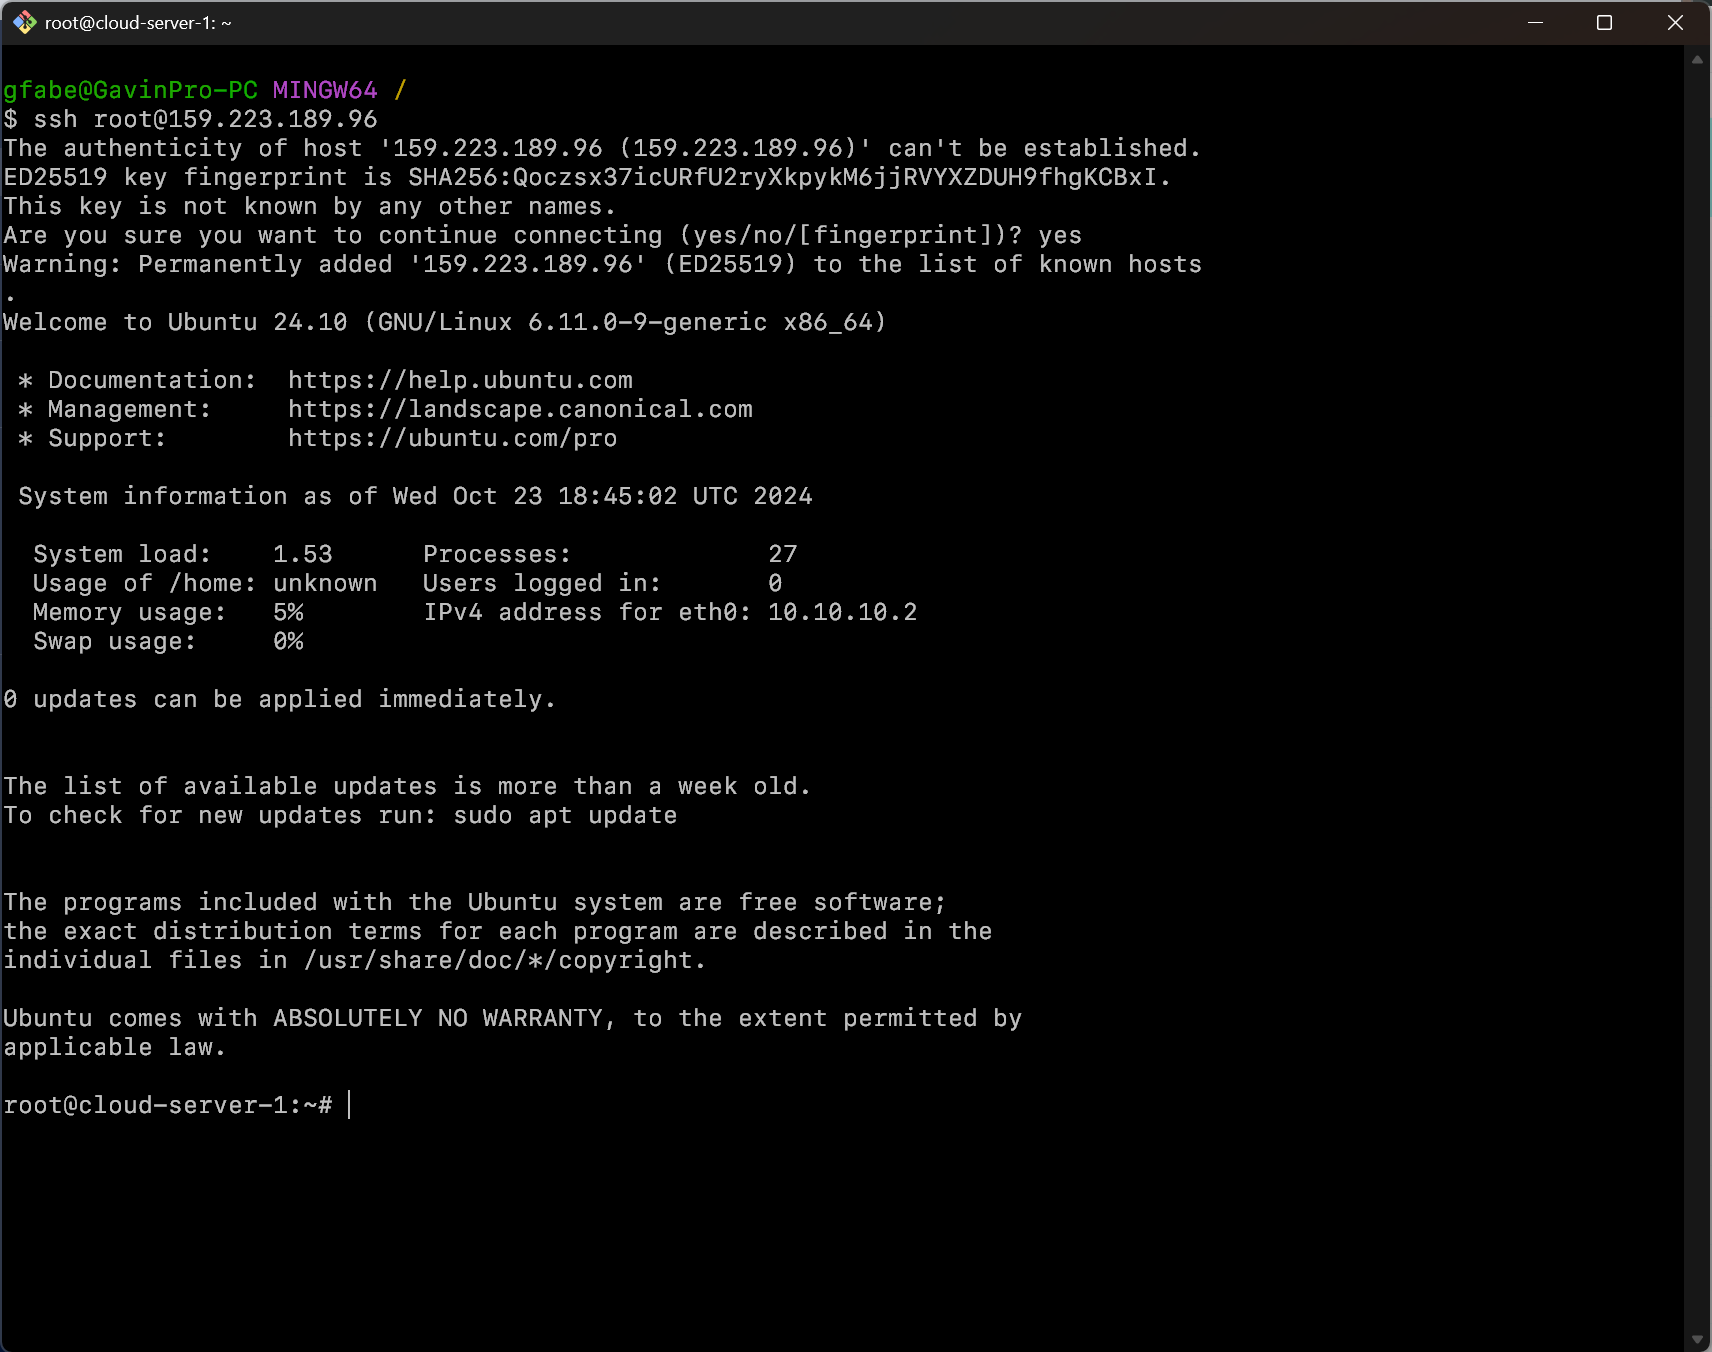 root@cloud-server-1: ~
gfabe@GavinPro-PC MINGW64 /
$ ssh root@159.223.189.96
The authenticity of host '159.223.189.96 (159.223.189.96)' can't be established.
ED25519 key fingerprint is SHA256:Qoczsx37icURfU2ryXkpykM6jjRVYXZDUH9fhgKCBxI.
This key is not known by any other names.
Are you sure you want to continue connecting (yes/no/[fingerprint])? yes
Warning: Permanently added '159.223.189.96' (ED25519) to the list of known hosts
.
Welcome to Ubuntu 24.10 (GNU/Linux 6.11.0-9-generic x86_64)
* Documentation:  https://help.ubuntu.com
* Management:     https://landscape.canonical.com
* Support:        https://ubuntu.com/pro
System information as of Wed Oct 23 18:45:02 UTC 2024
System load:    1.53      Processes:             27
Usage of /home: unknown   Users logged in:       0
Memory usage:   5%        IPv4 address for eth0: 10.10.10.2
Swap usage:     0%
0 updates can be applied immediately.
The list of available updates is more than a week old.
To check for new updates run: sudo apt update
The programs included with the Ubuntu system are free software;
the exact distribution terms for each program are described in the
individual files in /usr/share/doc/*/copyright.
Ubuntu comes with ABSOLUTELY NO WARRANTY, to the extent permitted by
applicable law.
root@cloud-server-1:~#